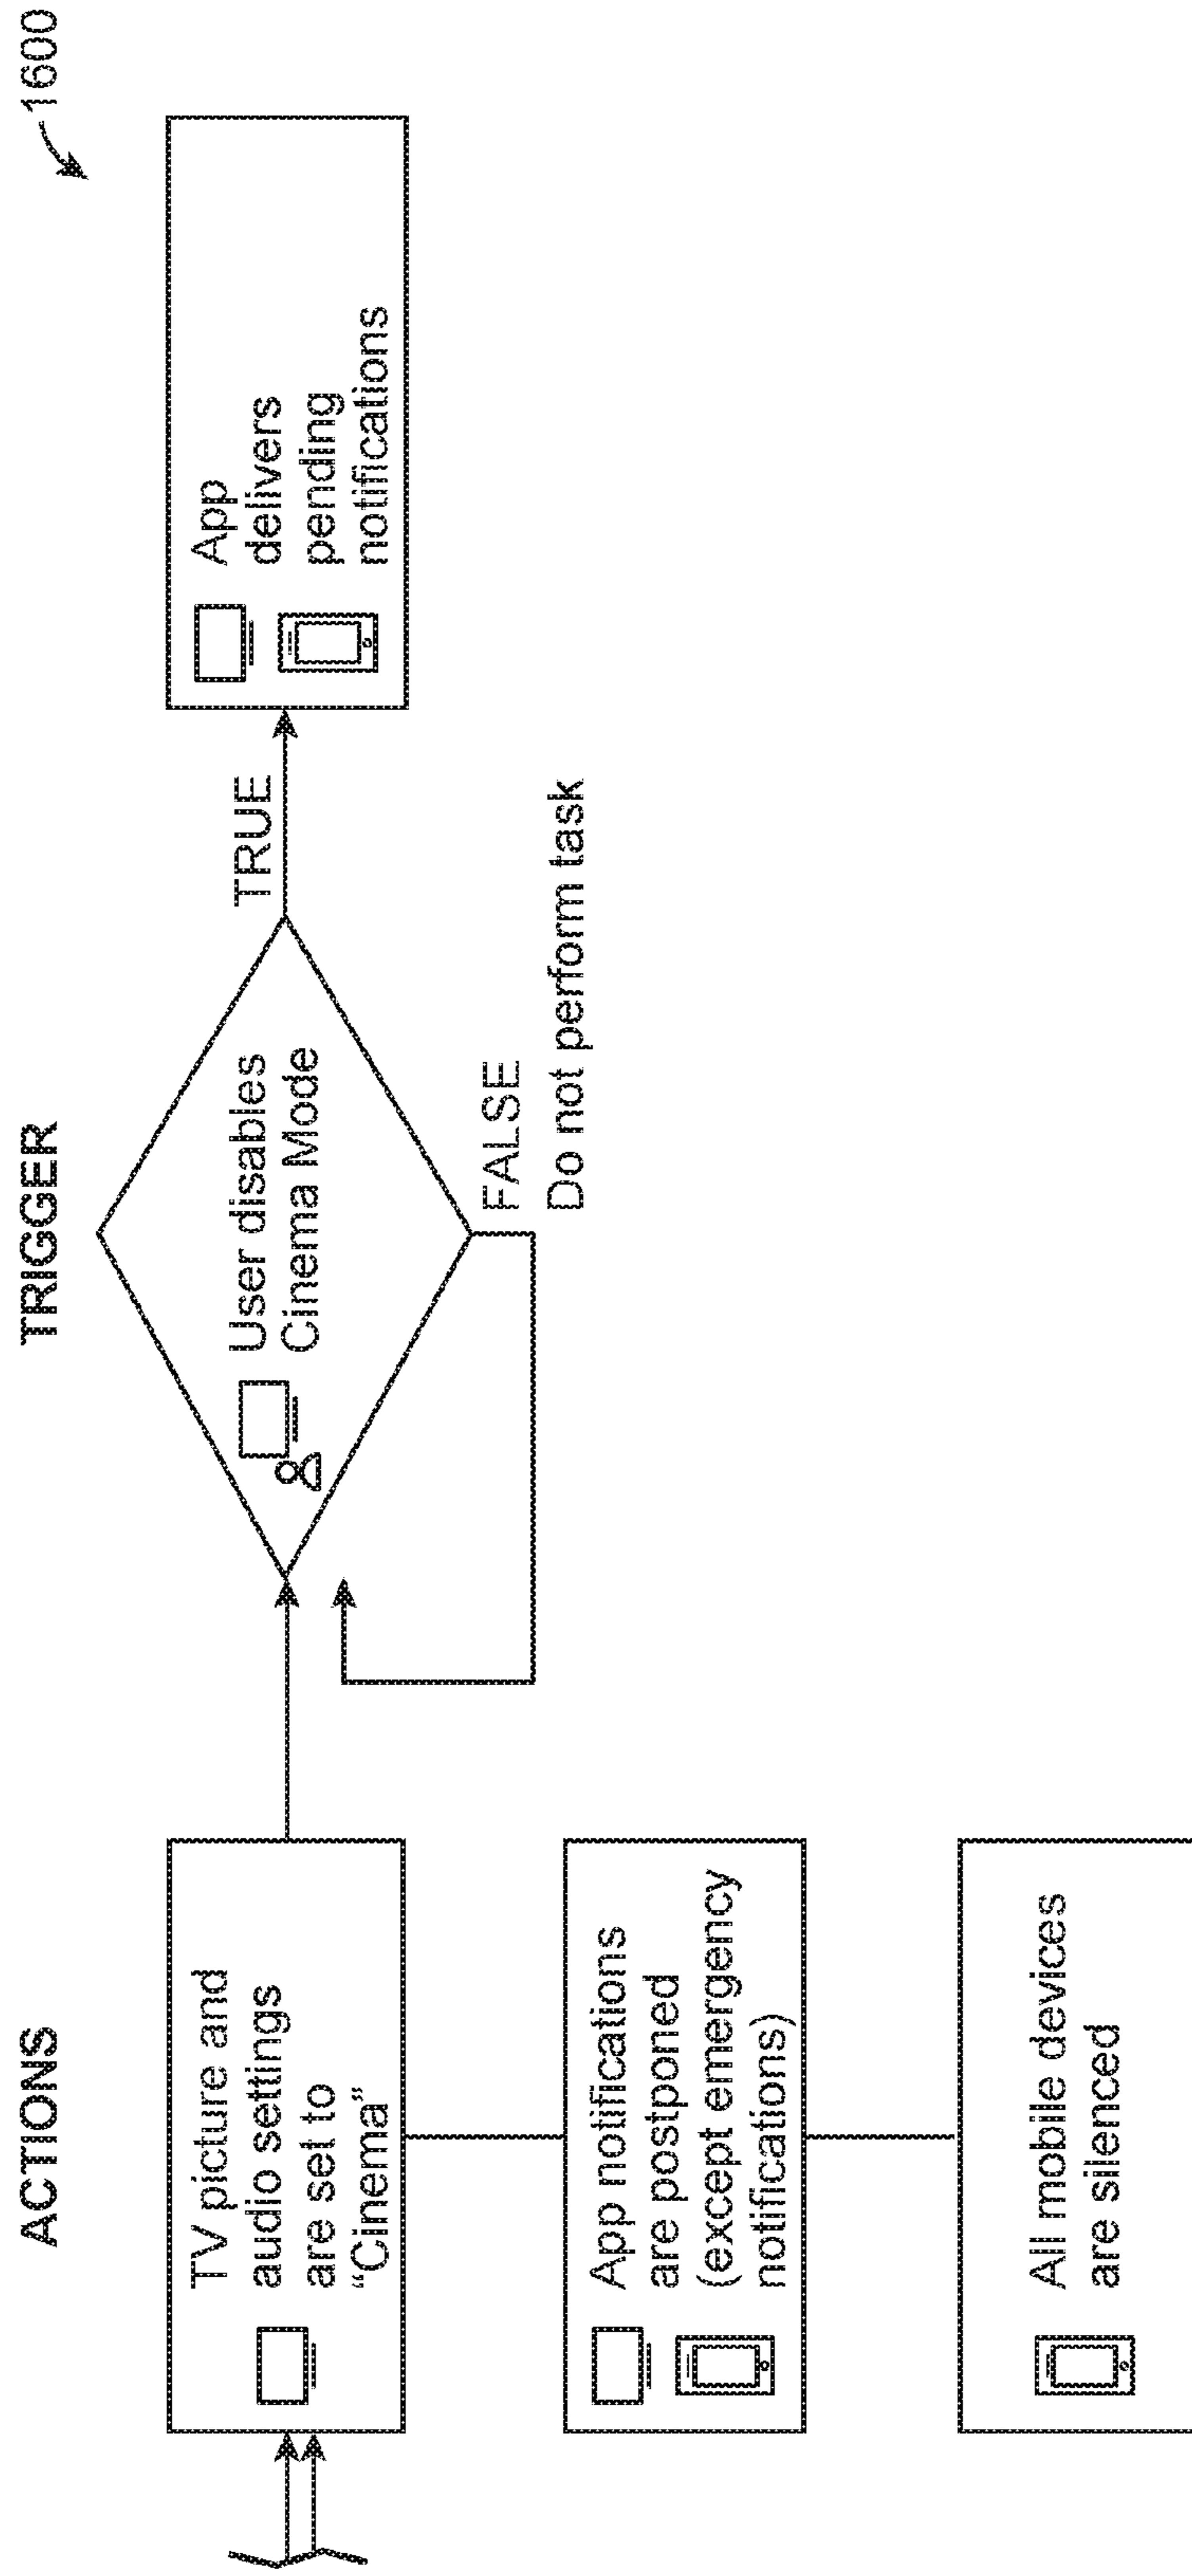 1600
ACTIONS
TRIGGER
TV picture and
audio settings
are set to
“Cinema”
App notifications
are postponed
(except emergency
notifications)
All mobile devices
are silenced
User disables
Cinema Mode
TRUE
FALSE
Do not perform task
App
delivers
pending
notifications